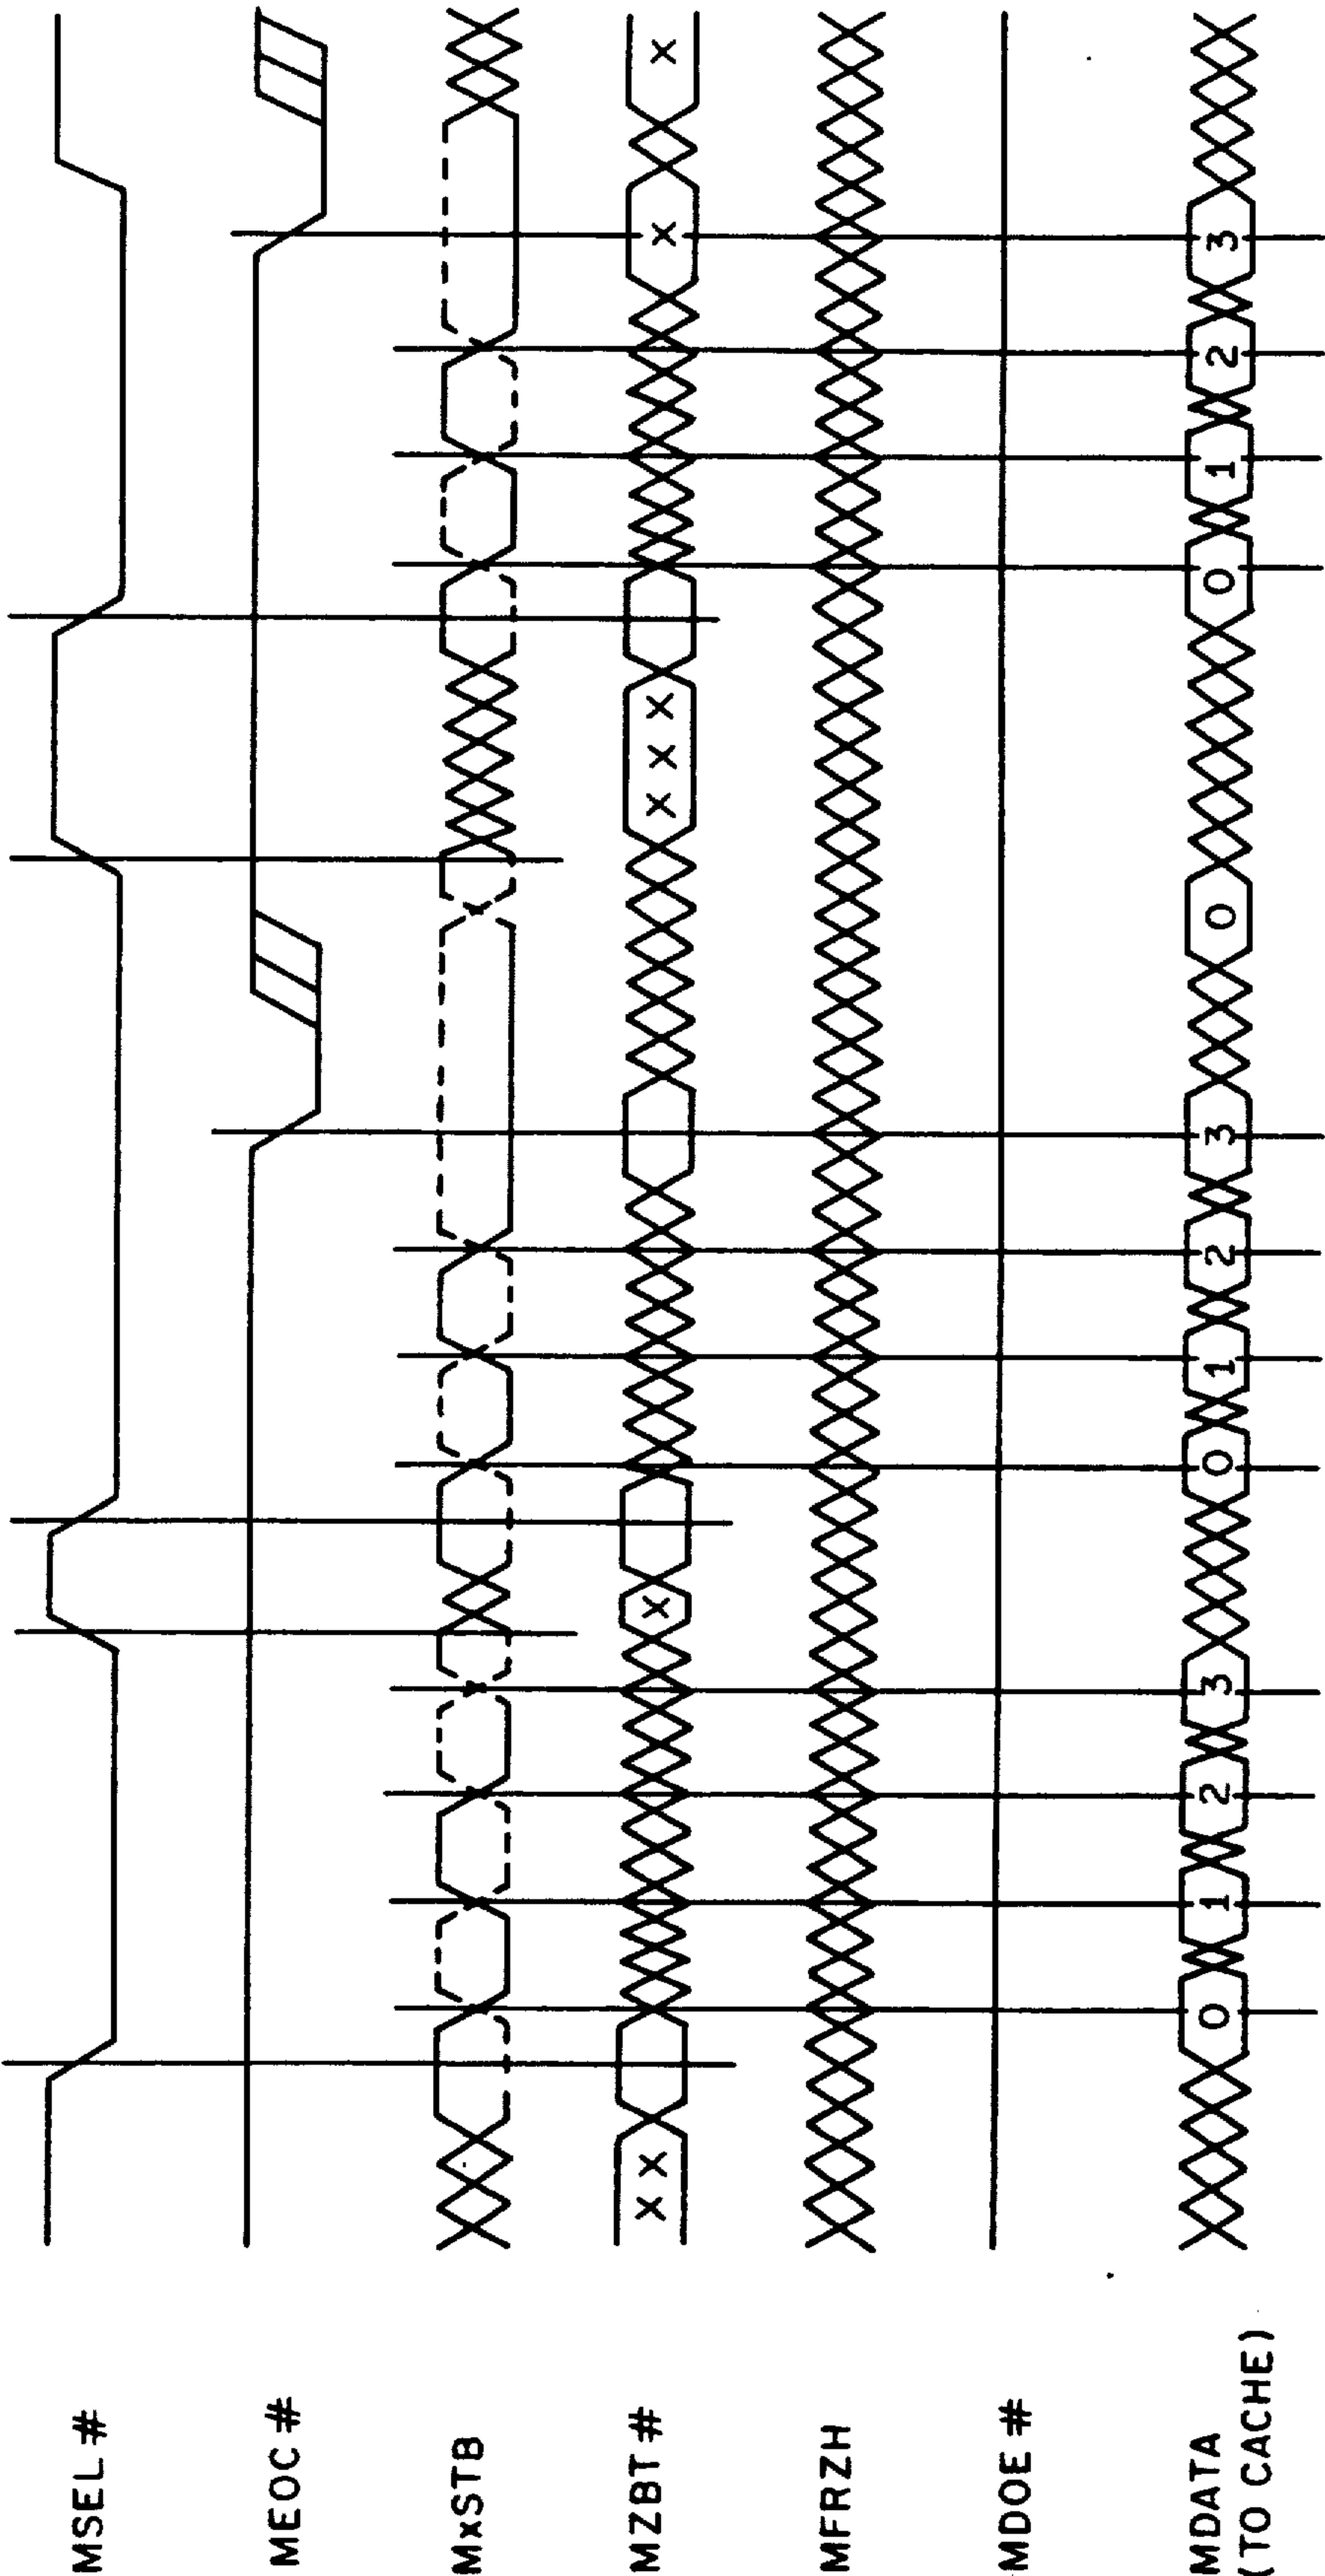 MSEL #
MEOC #
MxSTB
MZBT # X X X X X X X X
MFRZH
MDOE #
MDATA 0 1 2 3 0 1 2 3 0 0 1 2 3
(TO CACHE)